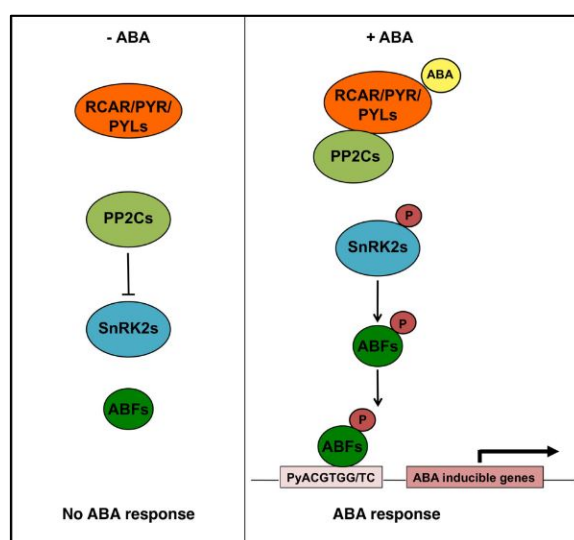 - ABA
RCAR/PYR/
PYLs
PP2Cs
SnRK2s
ABFs
No ABA response
+ ABA
ABA
RCAR/PYR/
PYLs
PP2Cs
P
SnRK2s
P
ABFs
P
ABFs
PyACGTGG/TC
ABA inducible genes
ABA response